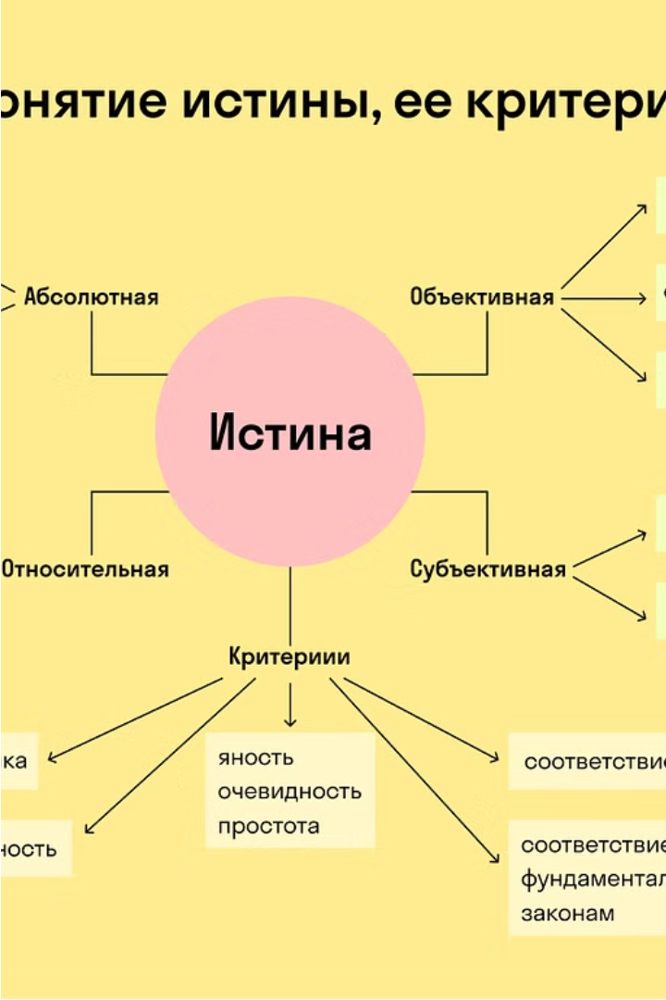 онятие истины, ее критери
Абсолютная
Объективная
Истина
Относительная
Субъективная
Критериии
ка
яность
очевидность
простота
соответствие
ность
соответствие
фундаментал
законам